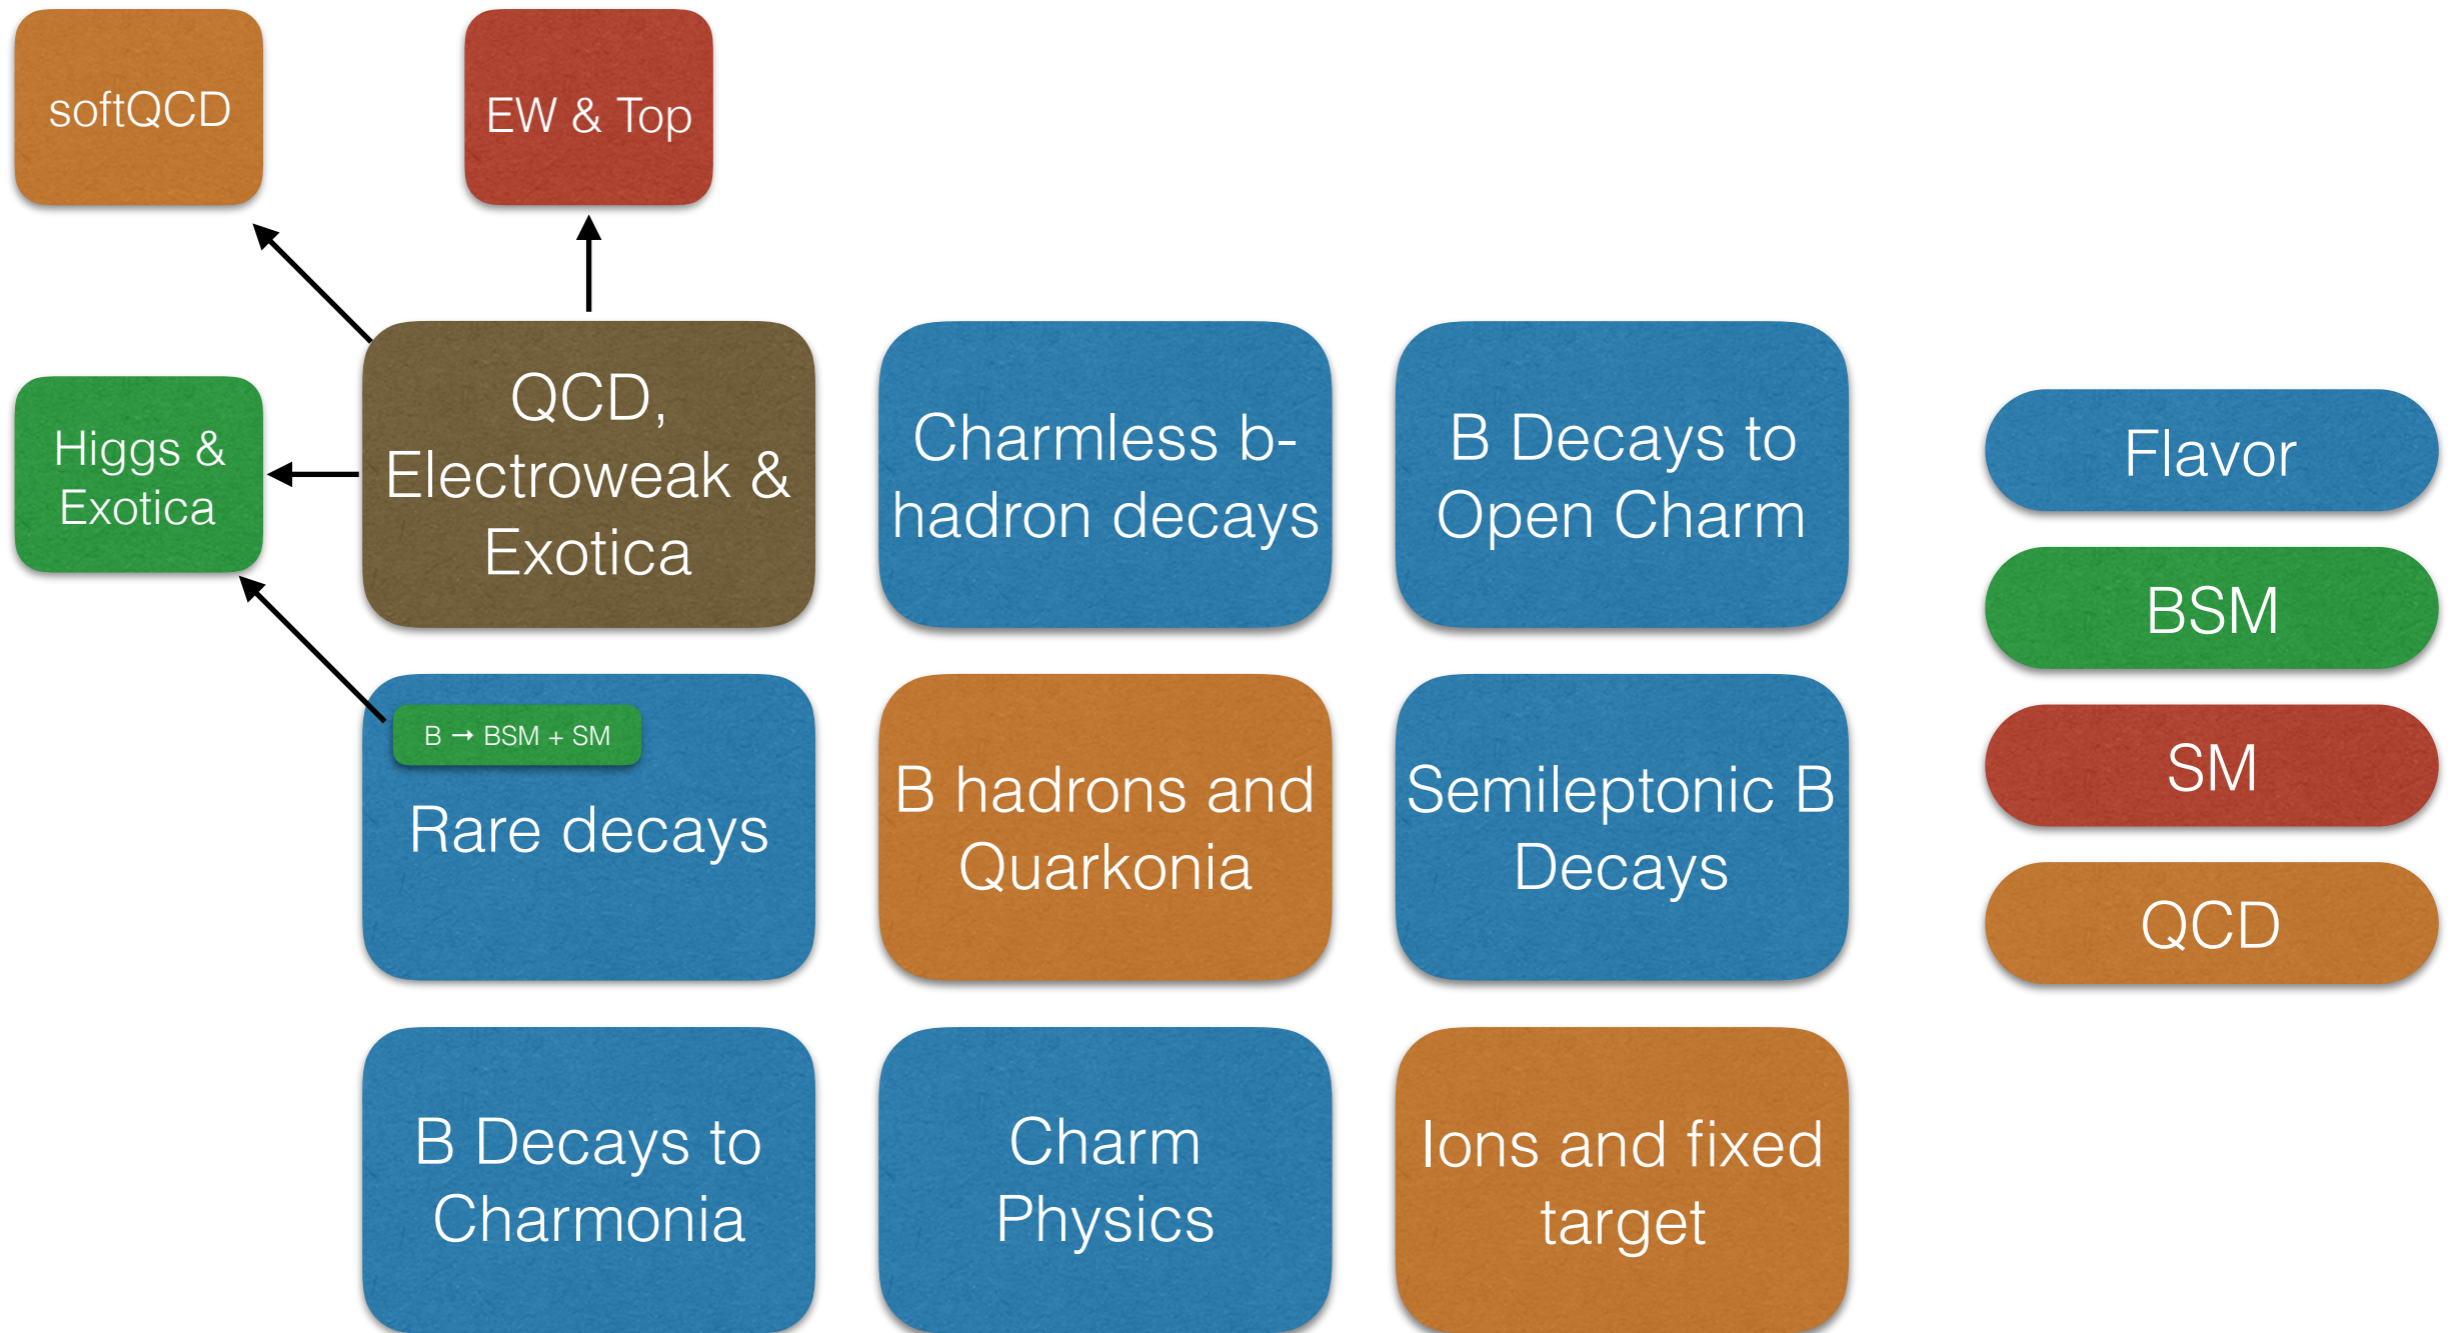 softQCD
EW & Top
Higgs &
Exotica
QCD,
Electroweak &
Exotica
Charmless b-
hadron decays
B Decays to
Open Charm
B → BSM + SM
Rare decays
B hadrons and
Quarkonia
Semileptonic B
Decays
B Decays to
Charmonia
Charm
Physics
Ions and fixed
target
Flavor
BSM
SM
QCD